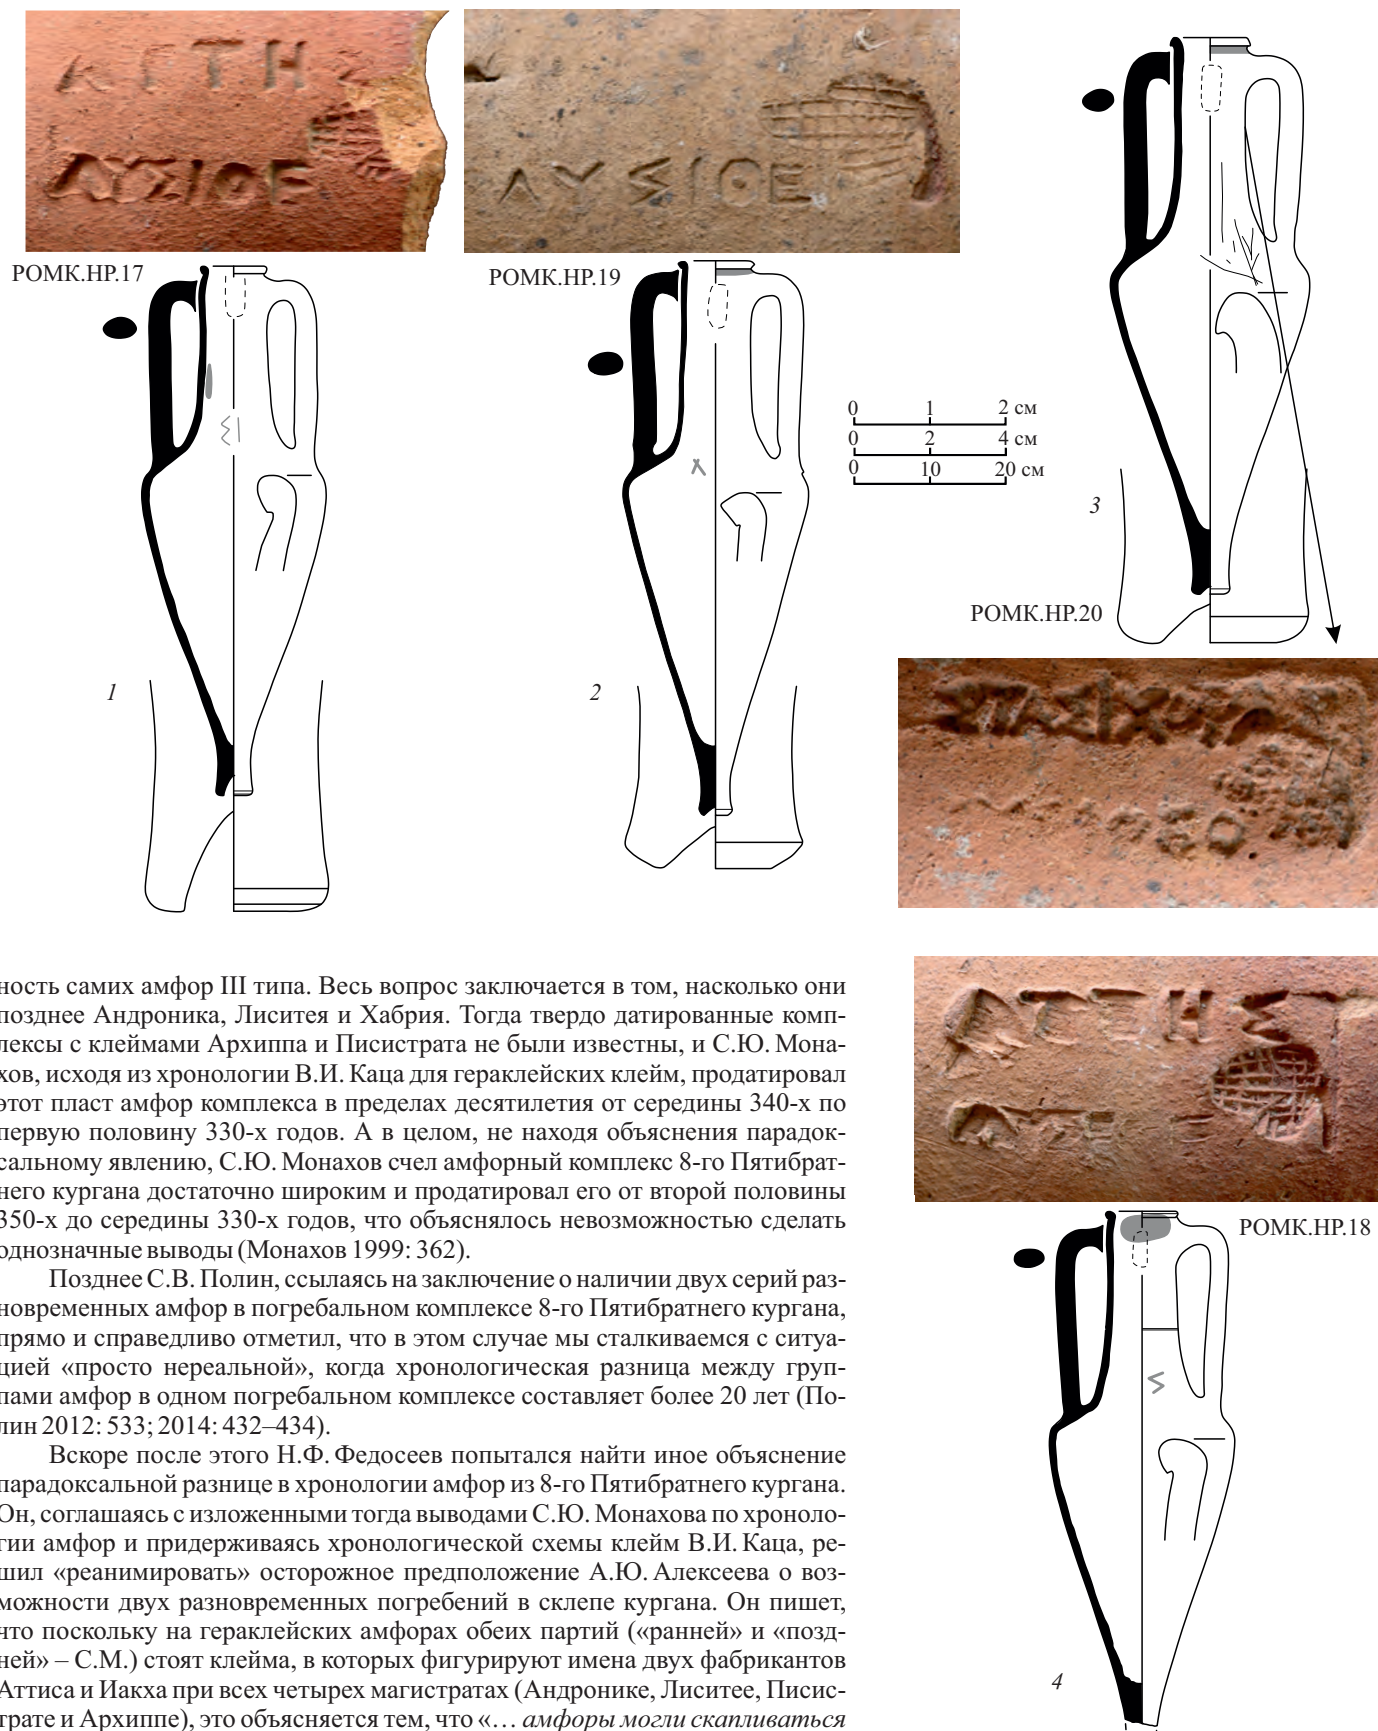 ΑΤΤΗ
ΛΥΣΙΘΕ
ΛΥΣΙΘΕ
РОМК.НР.17
РОМК.НР.19
0 1 2 см
0 2 4 см
0 10 20 см
3
РОМК.НР.20
1
2
ΑΤΤΗΣ
РОМК.НР.18
4
ность самих амфор III типа. Весь вопрос заключается в том, насколько они
позднее Андроника, Лиситея и Хабрия. Тогда твердо датированные комп-
лексы с клеймами Архиппа и Писистрата не были известны, и С.Ю. Мона-
хов, исходя из хронологии В.И. Каца для гераклейских клейм, продатировал
этот пласт амфор комплекса в пределах десятилетия от середины 340-х по
первую половину 330-х годов. А в целом, не находя объяснения парадок-
сальному явлению, С.Ю. Монахов счел амфорный комплекс 8-го Пятибрат-
него кургана достаточно широким и продатировал его от второй половины
350-х до середины 330-х годов, что объяснялось невозможностью сделать
однозначные выводы (Монахов 1999: 362).
Позднее С.В. Полин, ссылаясь на заключение о наличии двух серий раз-
новременных амфор в погребальном комплексе 8-го Пятибратнего кургана,
прямо и справедливо отметил, что в этом случае мы сталкиваемся с ситуа-
цией «просто нереальной», когда хронологическая разница между груп-
пами амфор в одном погребальном комплексе составляет более 20 лет (По-
лин 2012: 533; 2014: 432–434).
Вскоре после этого Н.Ф. Федосеев попытался найти иное объяснение
парадоксальной разнице в хронологии амфор из 8-го Пятибратнего кургана.
Он, соглашаясь с изложенными тогда выводами С.Ю. Монахова по хроноло-
гии амфор и придерживаясь хронологической схемы клейм В.И. Каца, ре-
шил «реанимировать» осторожное предположение А.Ю. Алексеева о воз-
можности двух разновременных погребений в склепе кургана. Он пишет,
что поскольку на гераклейских амфорах обеих партий («ранней» и «позд-
ней» – С.М.) стоят клейма, в которых фигурируют имена двух фабрикантов
Аттиса и Иакха при всех четырех магистратах (Андронике, Лиситее, Писис-
трате и Архиппе), это объясняется тем, что «… амфоры могли скапливаться